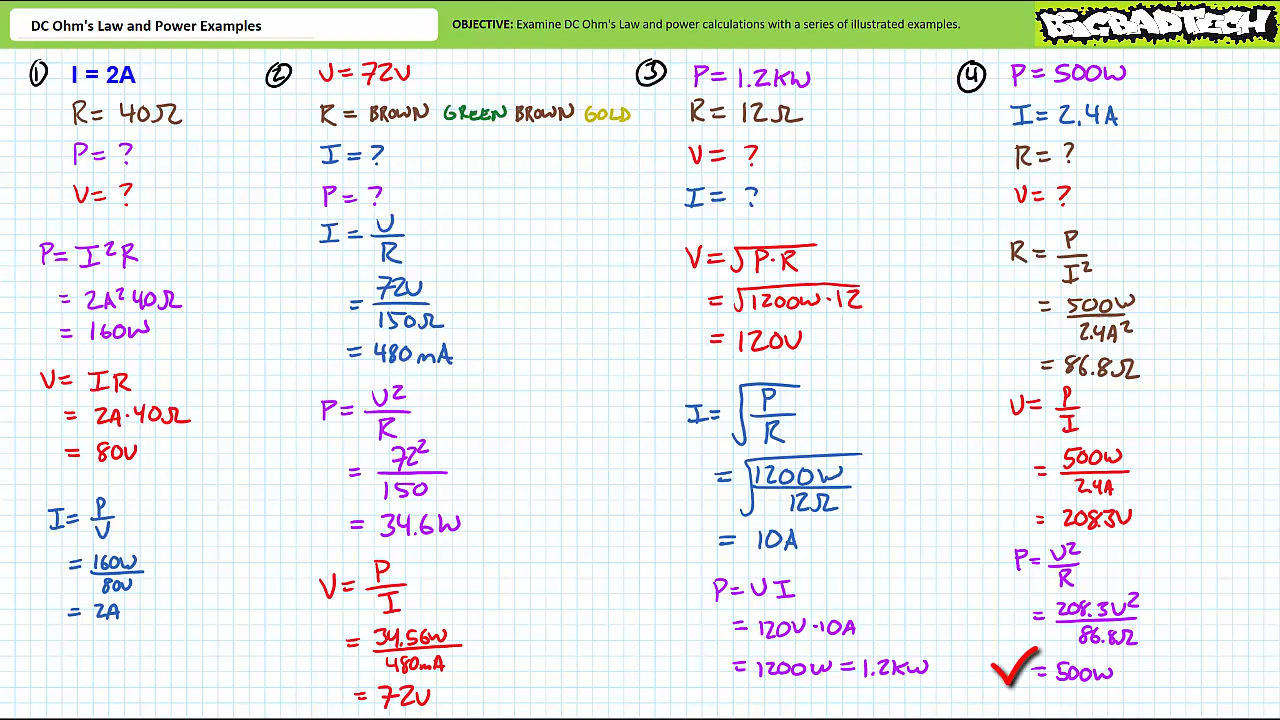 DC Ohm's Law and Power Examples
OBJECTIVE: Examine DC Ohm's Law and power calculations with a series of illustrated examples.
BIGBADTECH
① I = 2A
R = 40Ω
P = ?
V = ?
P = I²R
= 2A² 40Ω
= 160W
V = IR
= 2A · 40Ω
= 80V
I = P/V
= 160W/80V
= 2A
② V = 72V
R = BROWN GREEN BROWN GOLD
I = ?
P = ?
I = V/R
= 72V/150Ω
= 480mA
P = V²/R
= 72²/150
= 34.6W
V = P/I
= 34.56W/480mA
= 72V
③ P = 1.2KW
R = 12Ω
V = ?
I = ?
V = √P·R
= √1200W·12
= 120V
I = √P/R
= √1200W/12Ω
= 10A
P = VI
= 120V·10A
= 1200W = 1.2KW
④ P = 500W
I = 2.4A
R = ?
V = ?
R = P/I²
= 500W/2.4A²
= 86.8Ω
V = P/I
= 500W/2.4A
= 208.3V
P = V²/R
= 208.3V²/86.8Ω
= 500W